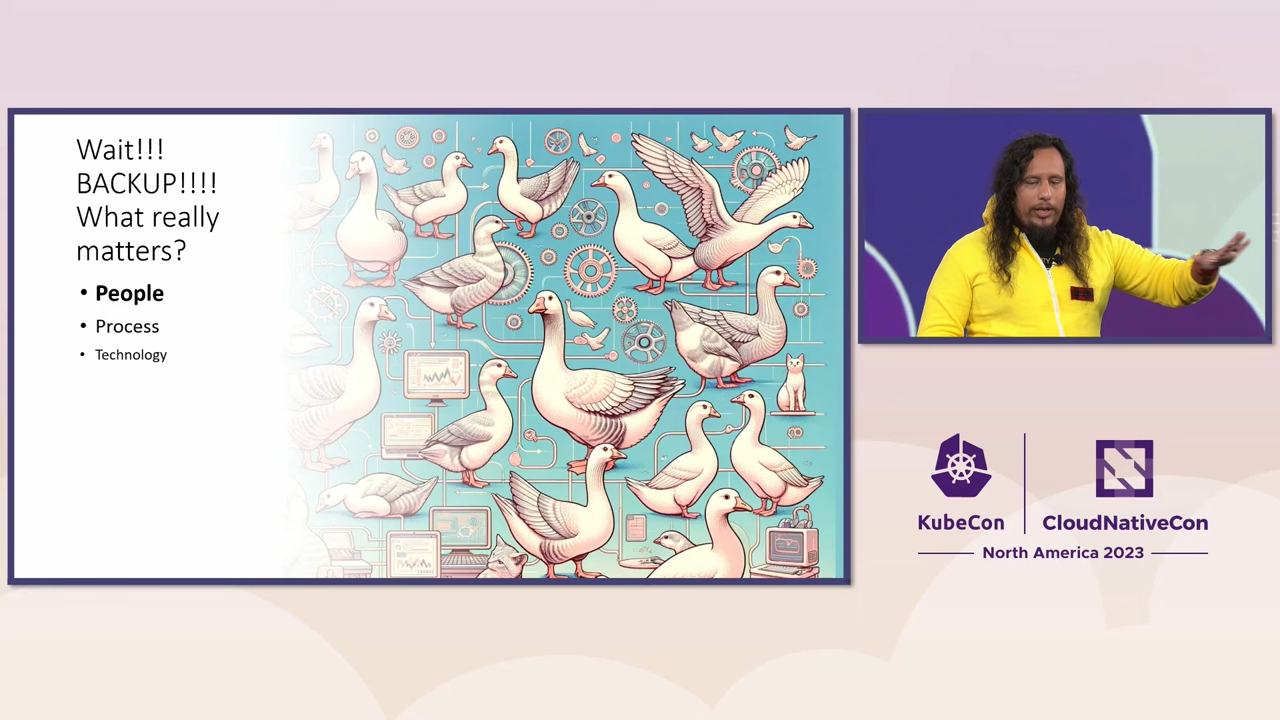 Wait!!!
BACKUP!!!!
What really
matters?
• People
• Process
• Technology
KubeCon
CloudNativeCon
North America 2023